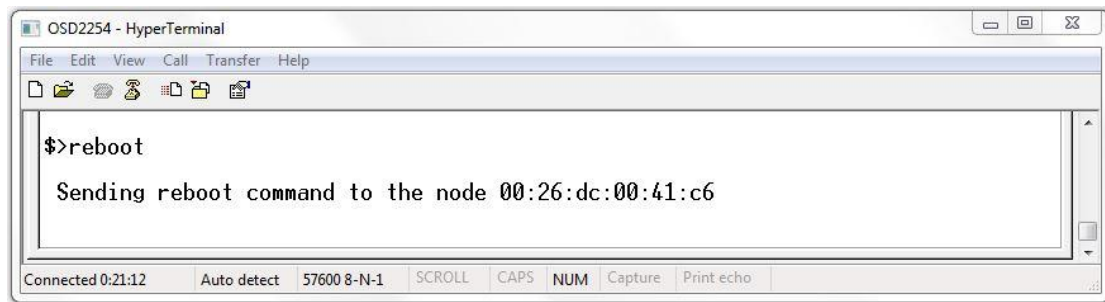 OSD2254 - HyperTerminal
File Edit View Call Transfer Help
$>reboot
Sending reboot command to the node 00:26:dc:00:41:c6
Connected 0:21:12 Auto detect 57600 8-N-1 SCROLL CAPS NUM Capture Print echo